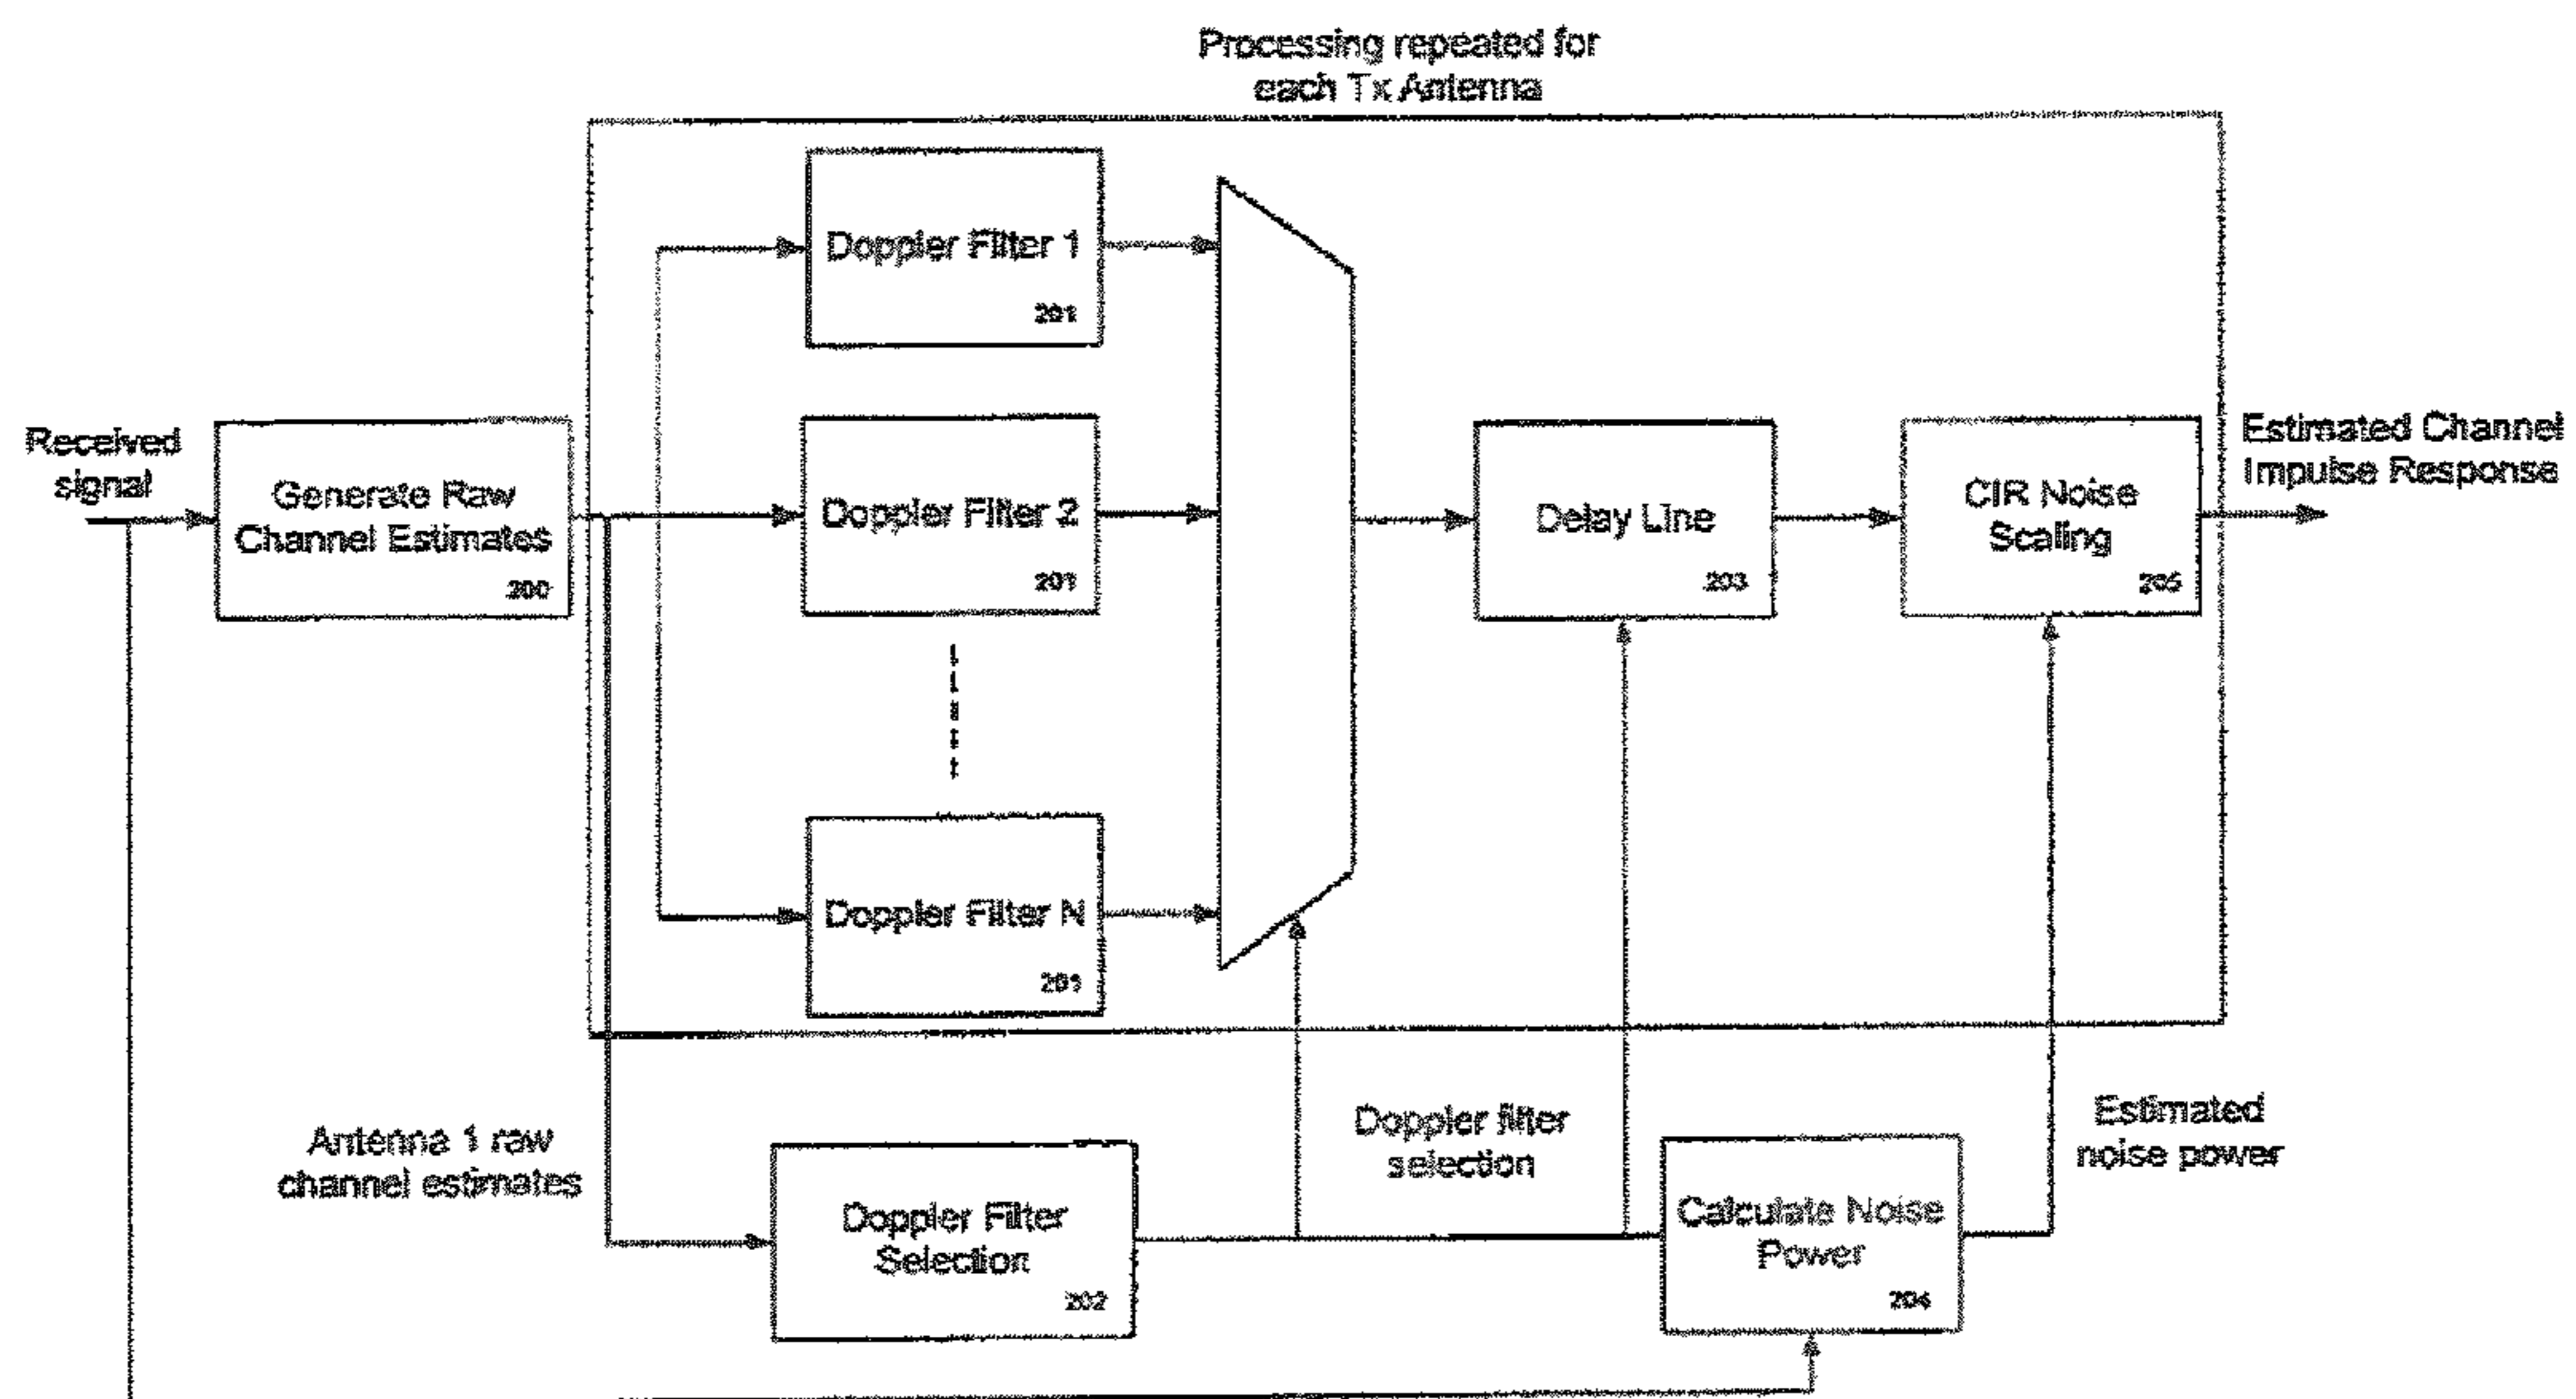 Processing repeated for
each Tx Antenna
Doppler Filter 1
201
Received
signal
Generate Raw
Channel Estimates
200
Doppler Filter 2
201
Delay Line
203
CIR Noise
Scaling
205
Estimated Channel
Impulse Response
Doppler Filter N
201
Antenna 1 raw
channel estimates
Doppler Filter
Selection
202
Doppler filter
selection
Calculate Noise
Power
204
Estimated
noise power